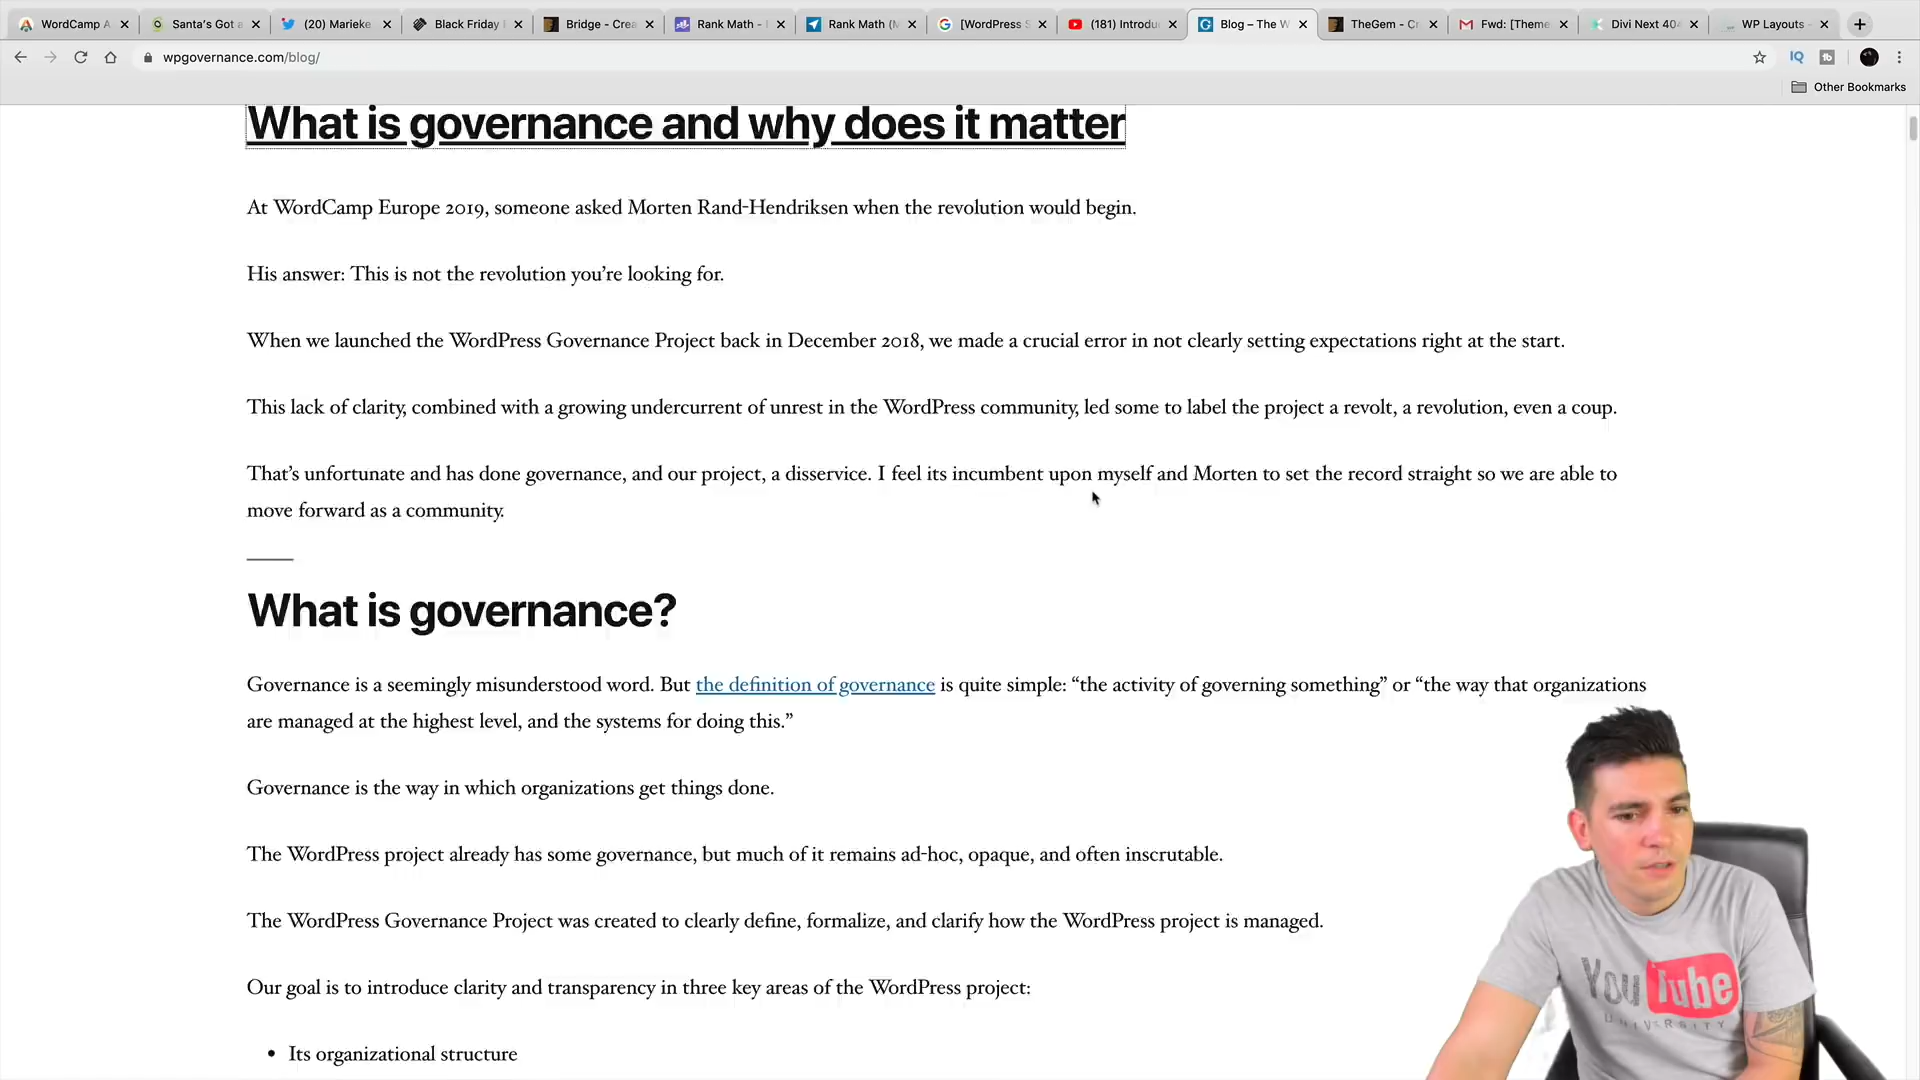 WordCamp A
Santa's Got a
(20) Marieke
Black Friday
Bridge - Crea
Rank Math -
Rank Math (M
[WordPress S
(181) Introdu
Blog – The W
TheGem - Cr
Fwd: [Theme
Divi Next 404
WP Layouts -
wpgovernance.com/blog/
IQ
Other Bookmarks
What is governance and why does it matter
At WordCamp Europe 2019, someone asked Morten Rand-Hendriksen when the revolution would begin.
His answer: This is not the revolution you're looking for.
When we launched the WordPress Governance Project back in December 2018, we made a crucial error in not clearly setting expectations right at the start.
This lack of clarity, combined with a growing undercurrent of unrest in the WordPress community, led some to label the project a revolt, a revolution, even a coup.
That's unfortunate and has done governance, and our project, a disservice. I feel its incumbent upon myself and Morten to set the record straight so we are able to
move forward as a community.
What is governance?
Governance is a seemingly misunderstood word. But the definition of governance is quite simple: “the activity of governing something” or “the way that organizations
are managed at the highest level, and the systems for doing this.”
Governance is the way in which organizations get things done.
The WordPress project already has some governance, but much of it remains ad-hoc, opaque, and often inscrutable.
The WordPress Governance Project was created to clearly define, formalize, and clarify how the WordPress project is managed.
Our goal is to introduce clarity and transparency in three key areas of the WordPress project:
• Its organizational structure
YouTube
UNIVERSITY